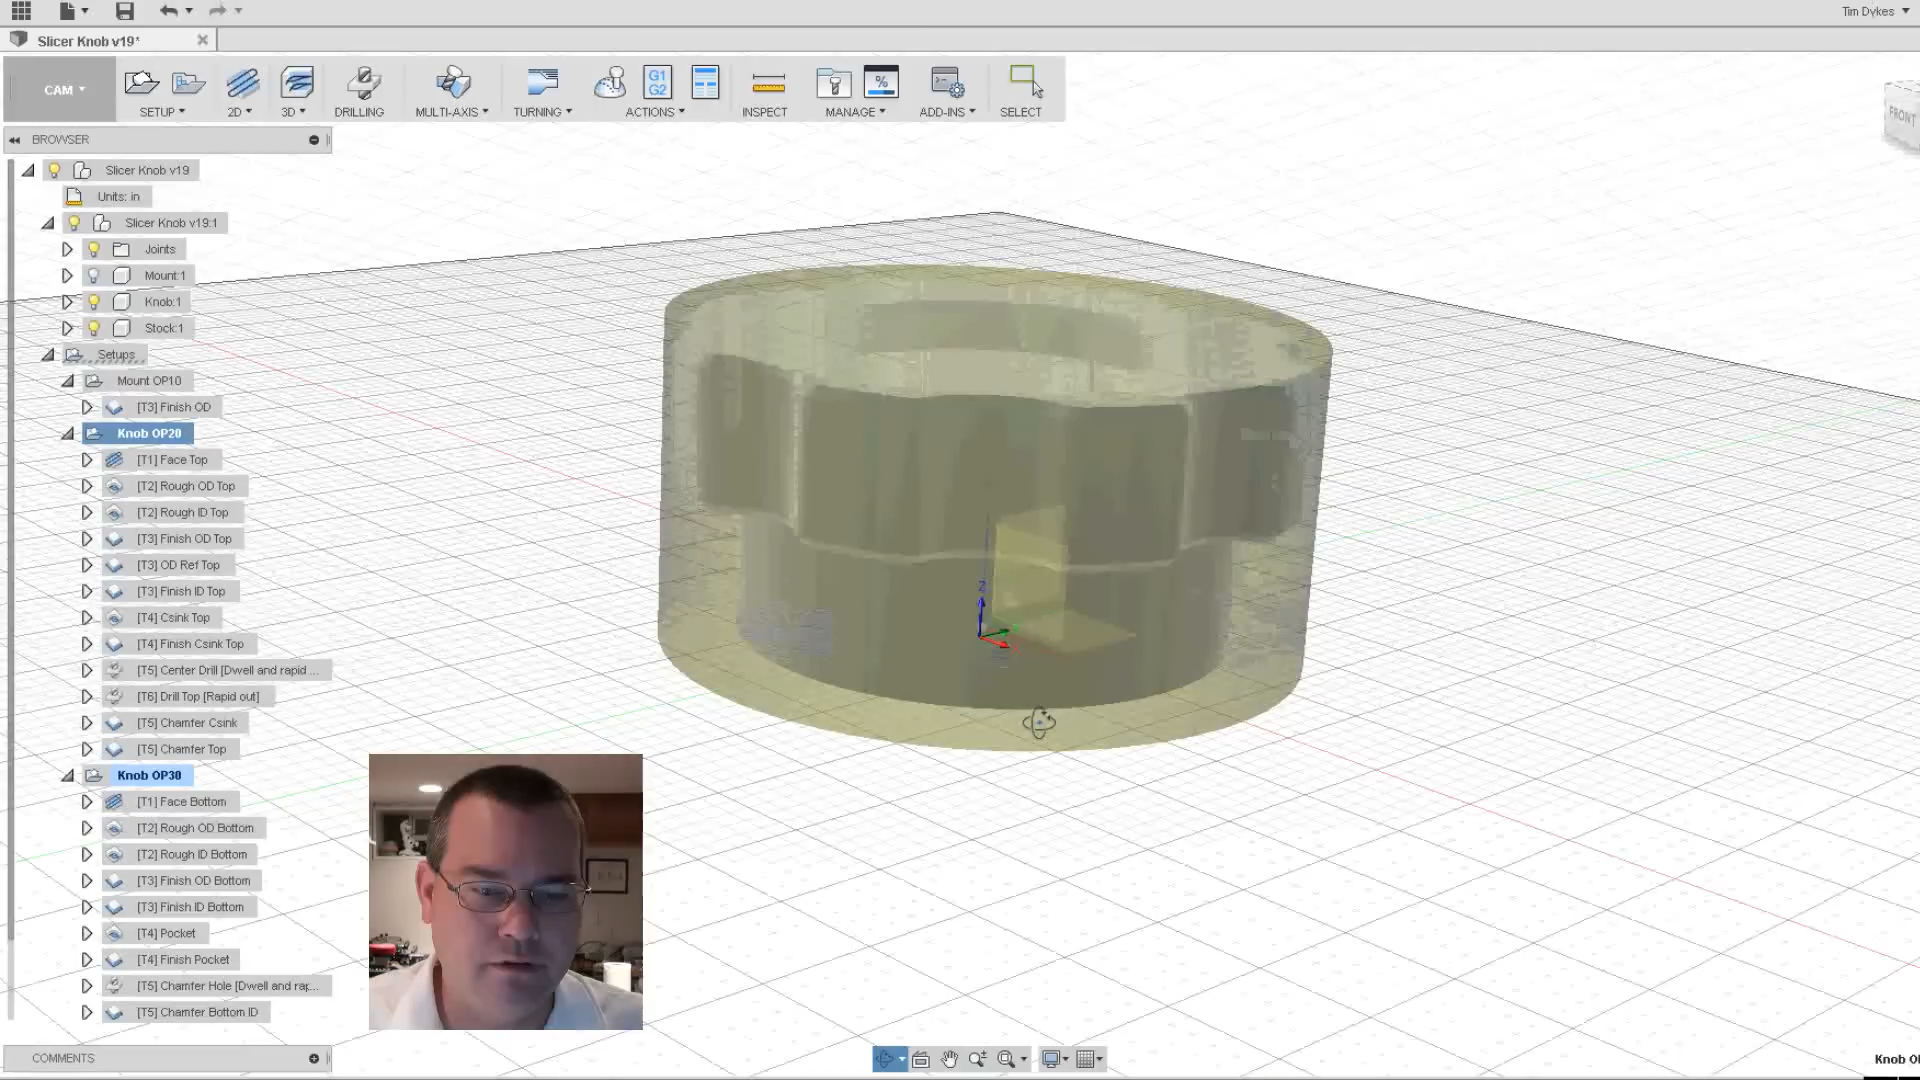 Tim Dykes
Slicer Knob v19*
CAM
SETUP
2D
3D
DRILLING
MULTI-AXIS
TURNING
G1
G2
ACTIONS
INSPECT
%
MANAGE
ADD-INS
SELECT
FRONT
BROWSER
Slicer Knob v19
Units: in
Slicer Knob v19:1
Joints
Mount:1
Knob:1
Stock:1
Setups
Mount OP10
[T3] Finish OD
Knob OP20
[T1] Face Top
[T2] Rough OD Top
[T2] Rough ID Top
[T3] Finish OD Top
[T3] OD Ref Top
[T3] Finish ID Top
[T4] Csink Top
[T4] Finish Csink Top
[T5] Center Drill [Dwell and rapid ...
[T6] Drill Top [Rapid out]
[T5] Chamfer Csink
[T5] Chamfer Top
Knob OP30
[T1] Face Bottom
[T2] Rough OD Bottom
[T2] Rough ID Bottom
[T3] Finish OD Bottom
[T3] Finish ID Bottom
[T4] Pocket
[T4] Finish Pocket
[T5] Chamfer Hole [Dwell and rap...
[T5] Chamfer Bottom ID
Z
COMMENTS
Knob